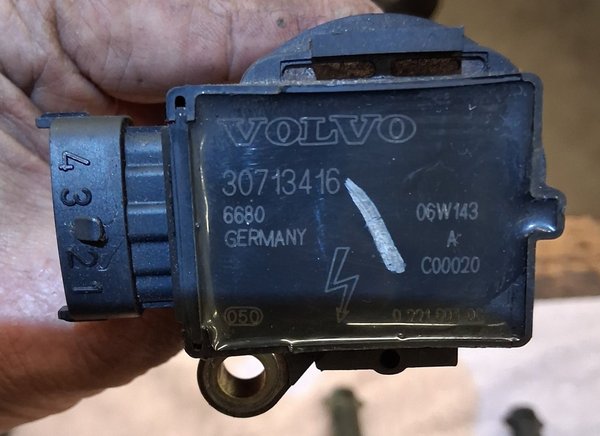 VOLVO
30713416
6680 06W143
GERMANY A
C00020
050
4 3 2 1